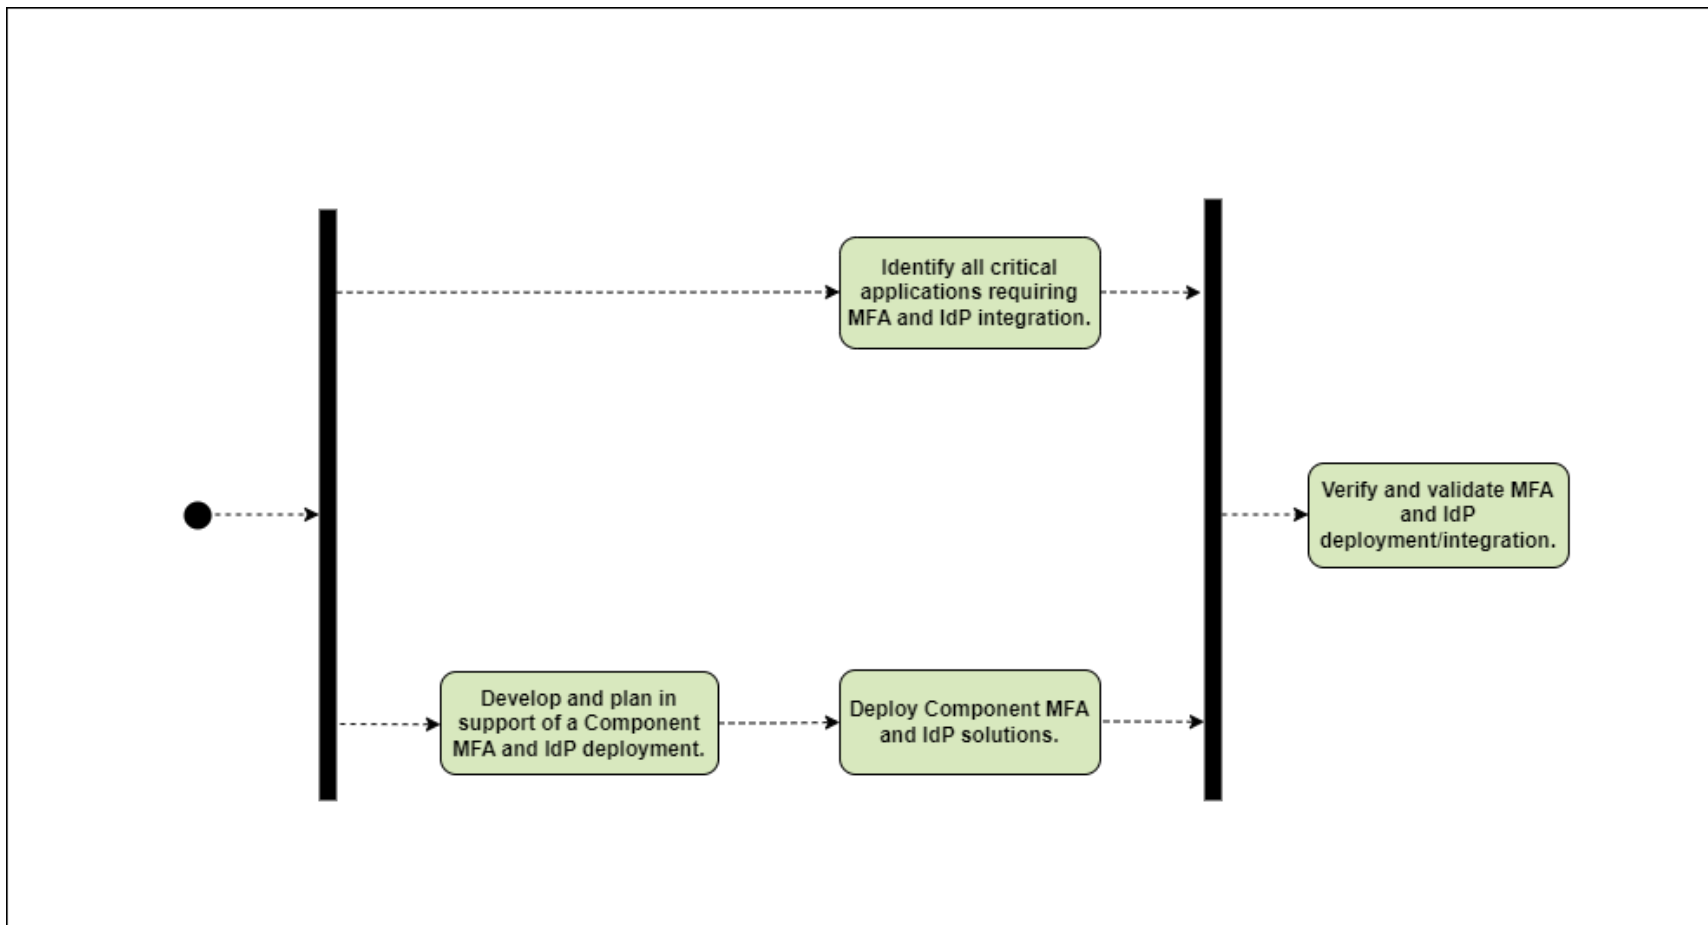 Identify all critical
applications requiring
MFA and IdP integration.
Verify and validate MFA
and IdP
deployment/integration.
Develop and plan in
support of a Component
MFA and IdP deployment.
Deploy Component MFA
and IdP solutions.